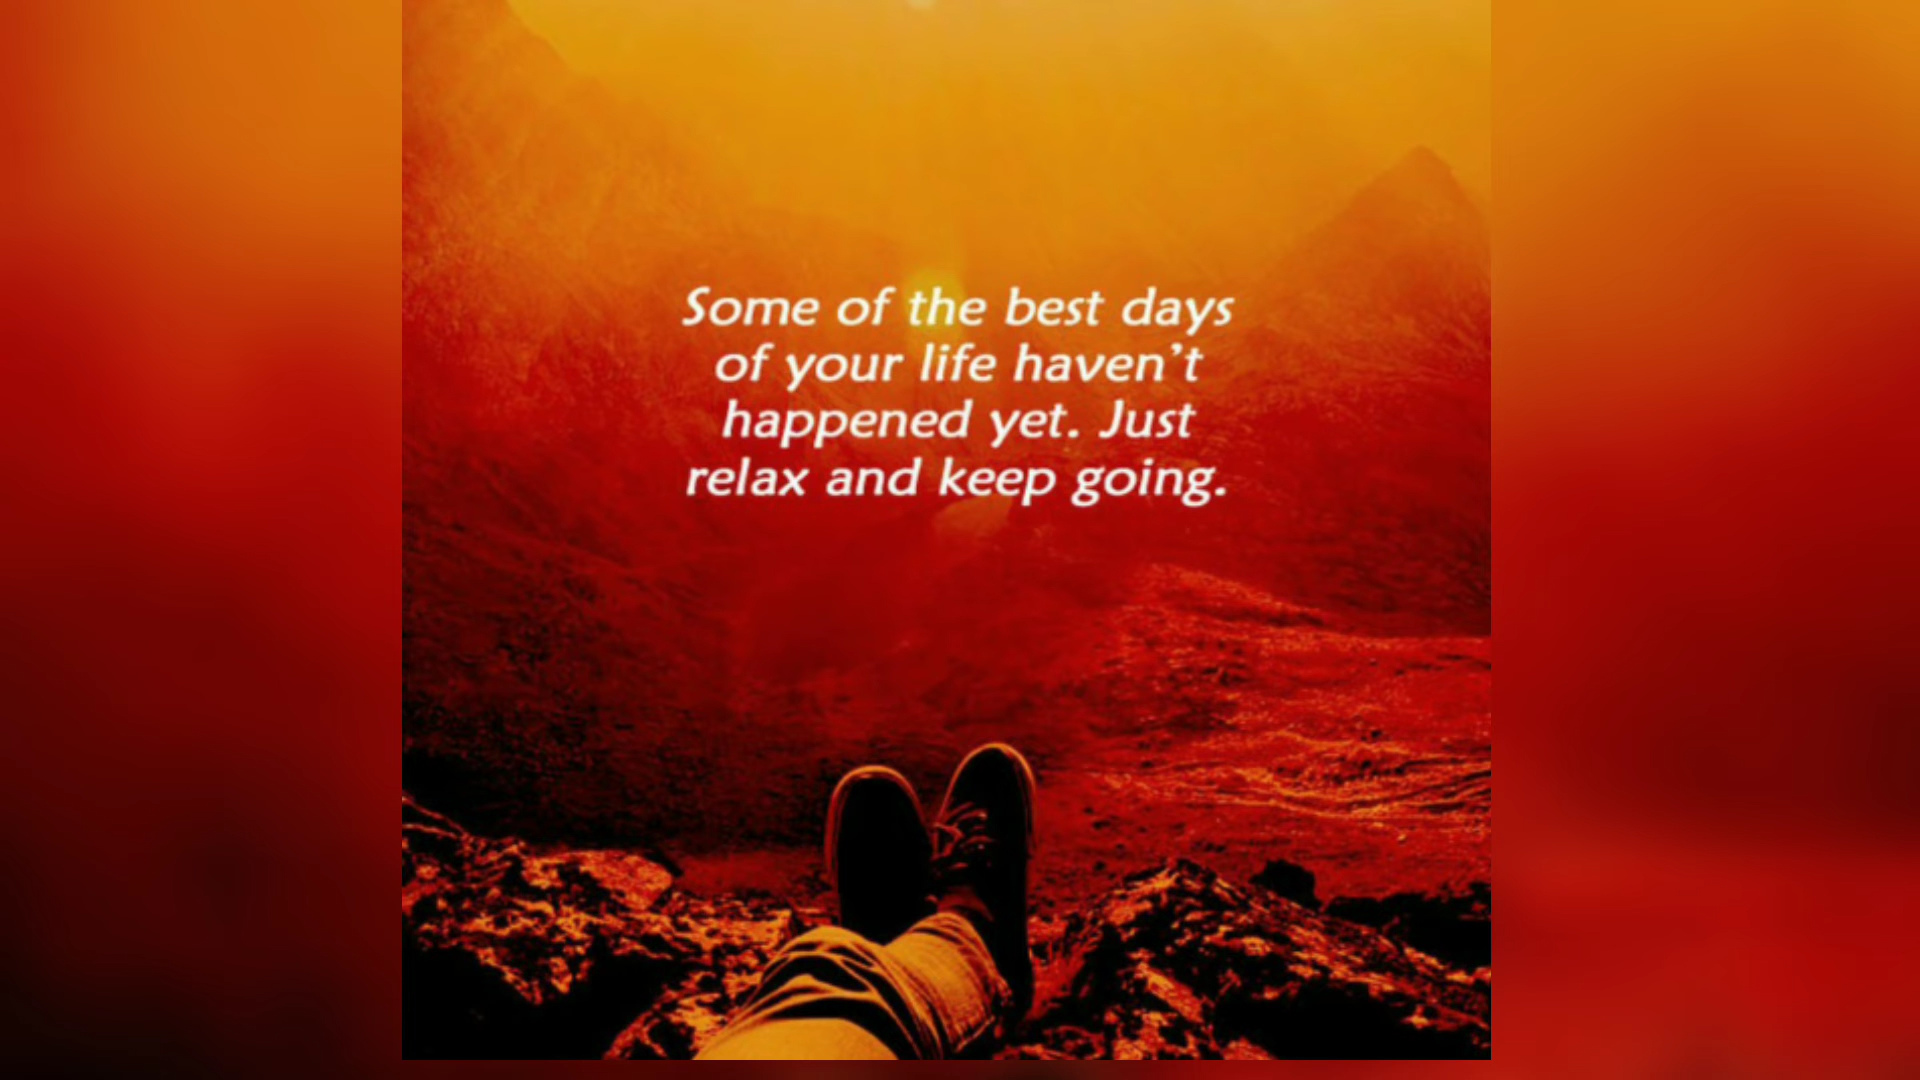 Some of the best days
of your life haven’t
happened yet. Just
relax and keep going.